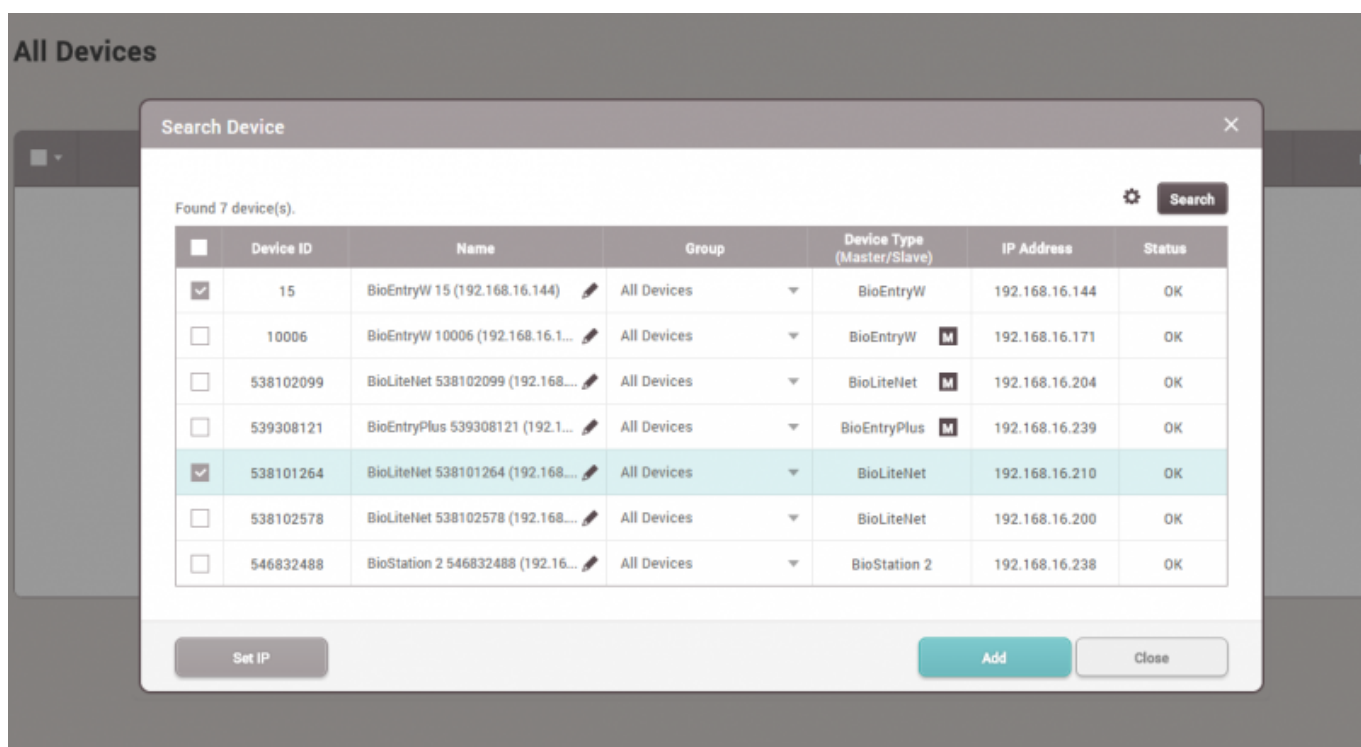 All Devices
Search Device
Found 7 device(s).
Search
Device ID Name Group Device Type (Master/Slave) IP Address Status
15 BioEntryW 15 (192.168.16.144) All Devices BioEntryW 192.168.16.144 OK
10006 BioEntryW 10006 (192.168.16.1... All Devices BioEntryW M 192.168.16.171 OK
538102099 BioLiteNet 538102099 (192.168.... All Devices BioLiteNet M 192.168.16.204 OK
539308121 BioEntryPlus 539308121 (192.1... All Devices BioEntryPlus M 192.168.16.239 OK
538101264 BioLiteNet 538101264 (192.168.... All Devices BioLiteNet 192.168.16.210 OK
538102578 BioLiteNet 538102578 (192.168.... All Devices BioLiteNet 192.168.16.200 OK
546832488 BioStation 2 546832488 (192.16... All Devices BioStation 2 192.168.16.238 OK
Set IP Add Close